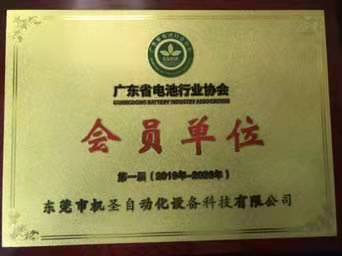 广东省电池行业协会
GUANGDONG BATTERY INDUSTRY ASSOCIATION
会员单位
第一届(2019年-2023年)
东莞市机圣自动化设备科技有限公司